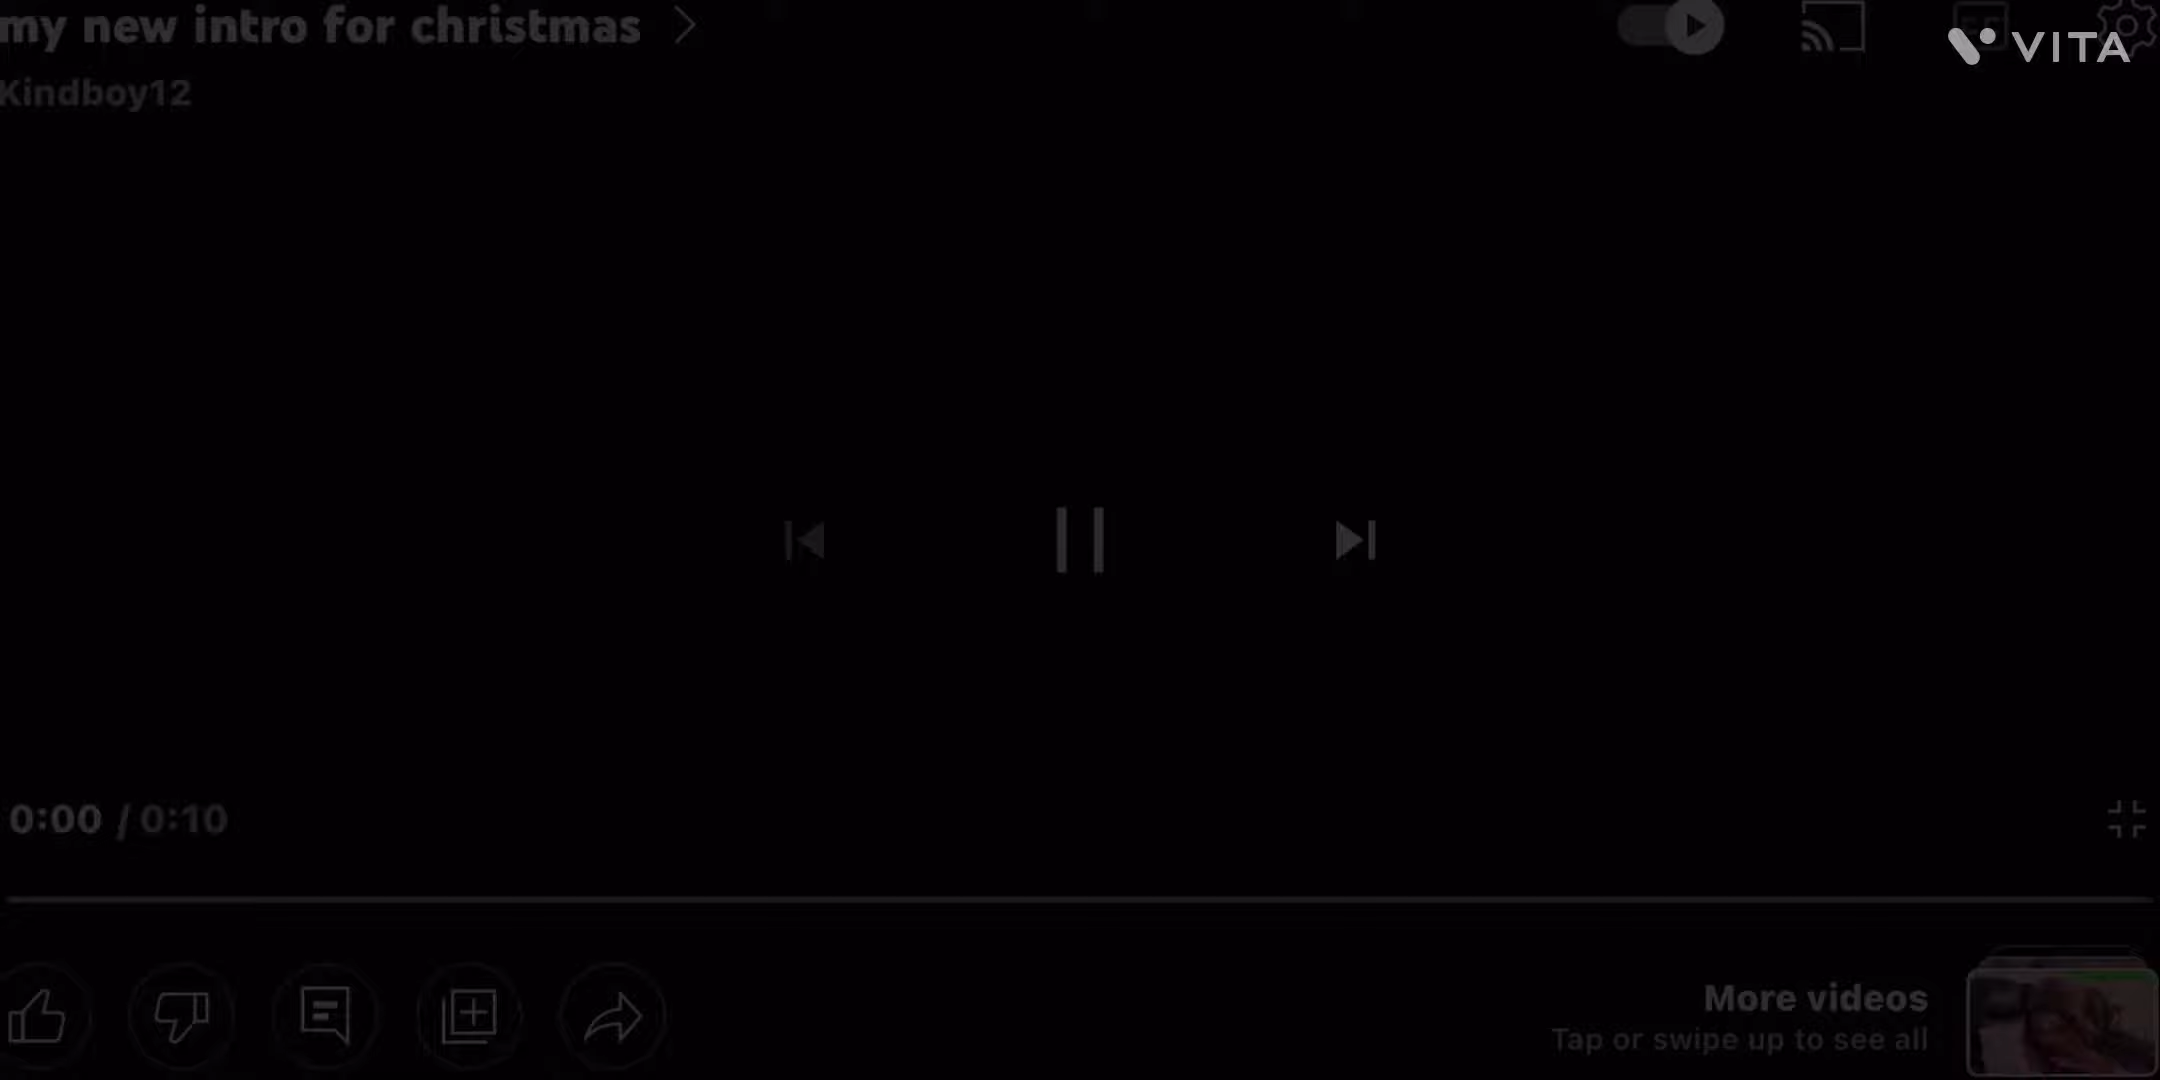 my new intro for christmas
VITA
Kindboy12
0:00 / 0:10
More videos
Tap or swipe up to see all